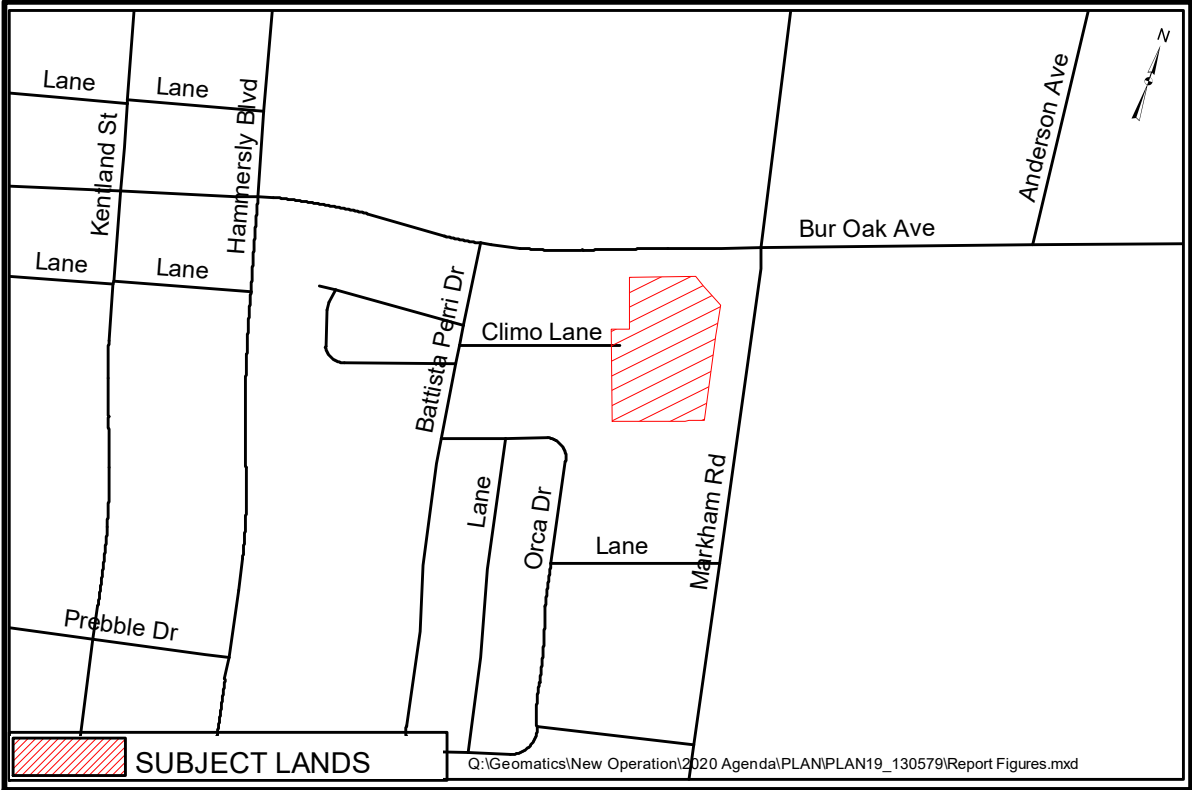 N
Lane
Lane
Hammersly Blvd
Kentland St
Anderson Ave
Bur Oak Ave
Lane
Lane
Battista Perri Dr
Climo Lane
Lane
Orca Dr
Markham Rd
Lane
Prebble Dr
SUBJECT LANDS
Q:\Geomatics\New Operation\2020 Agenda\PLAN\PLAN19_130579\Report Figures.mxd